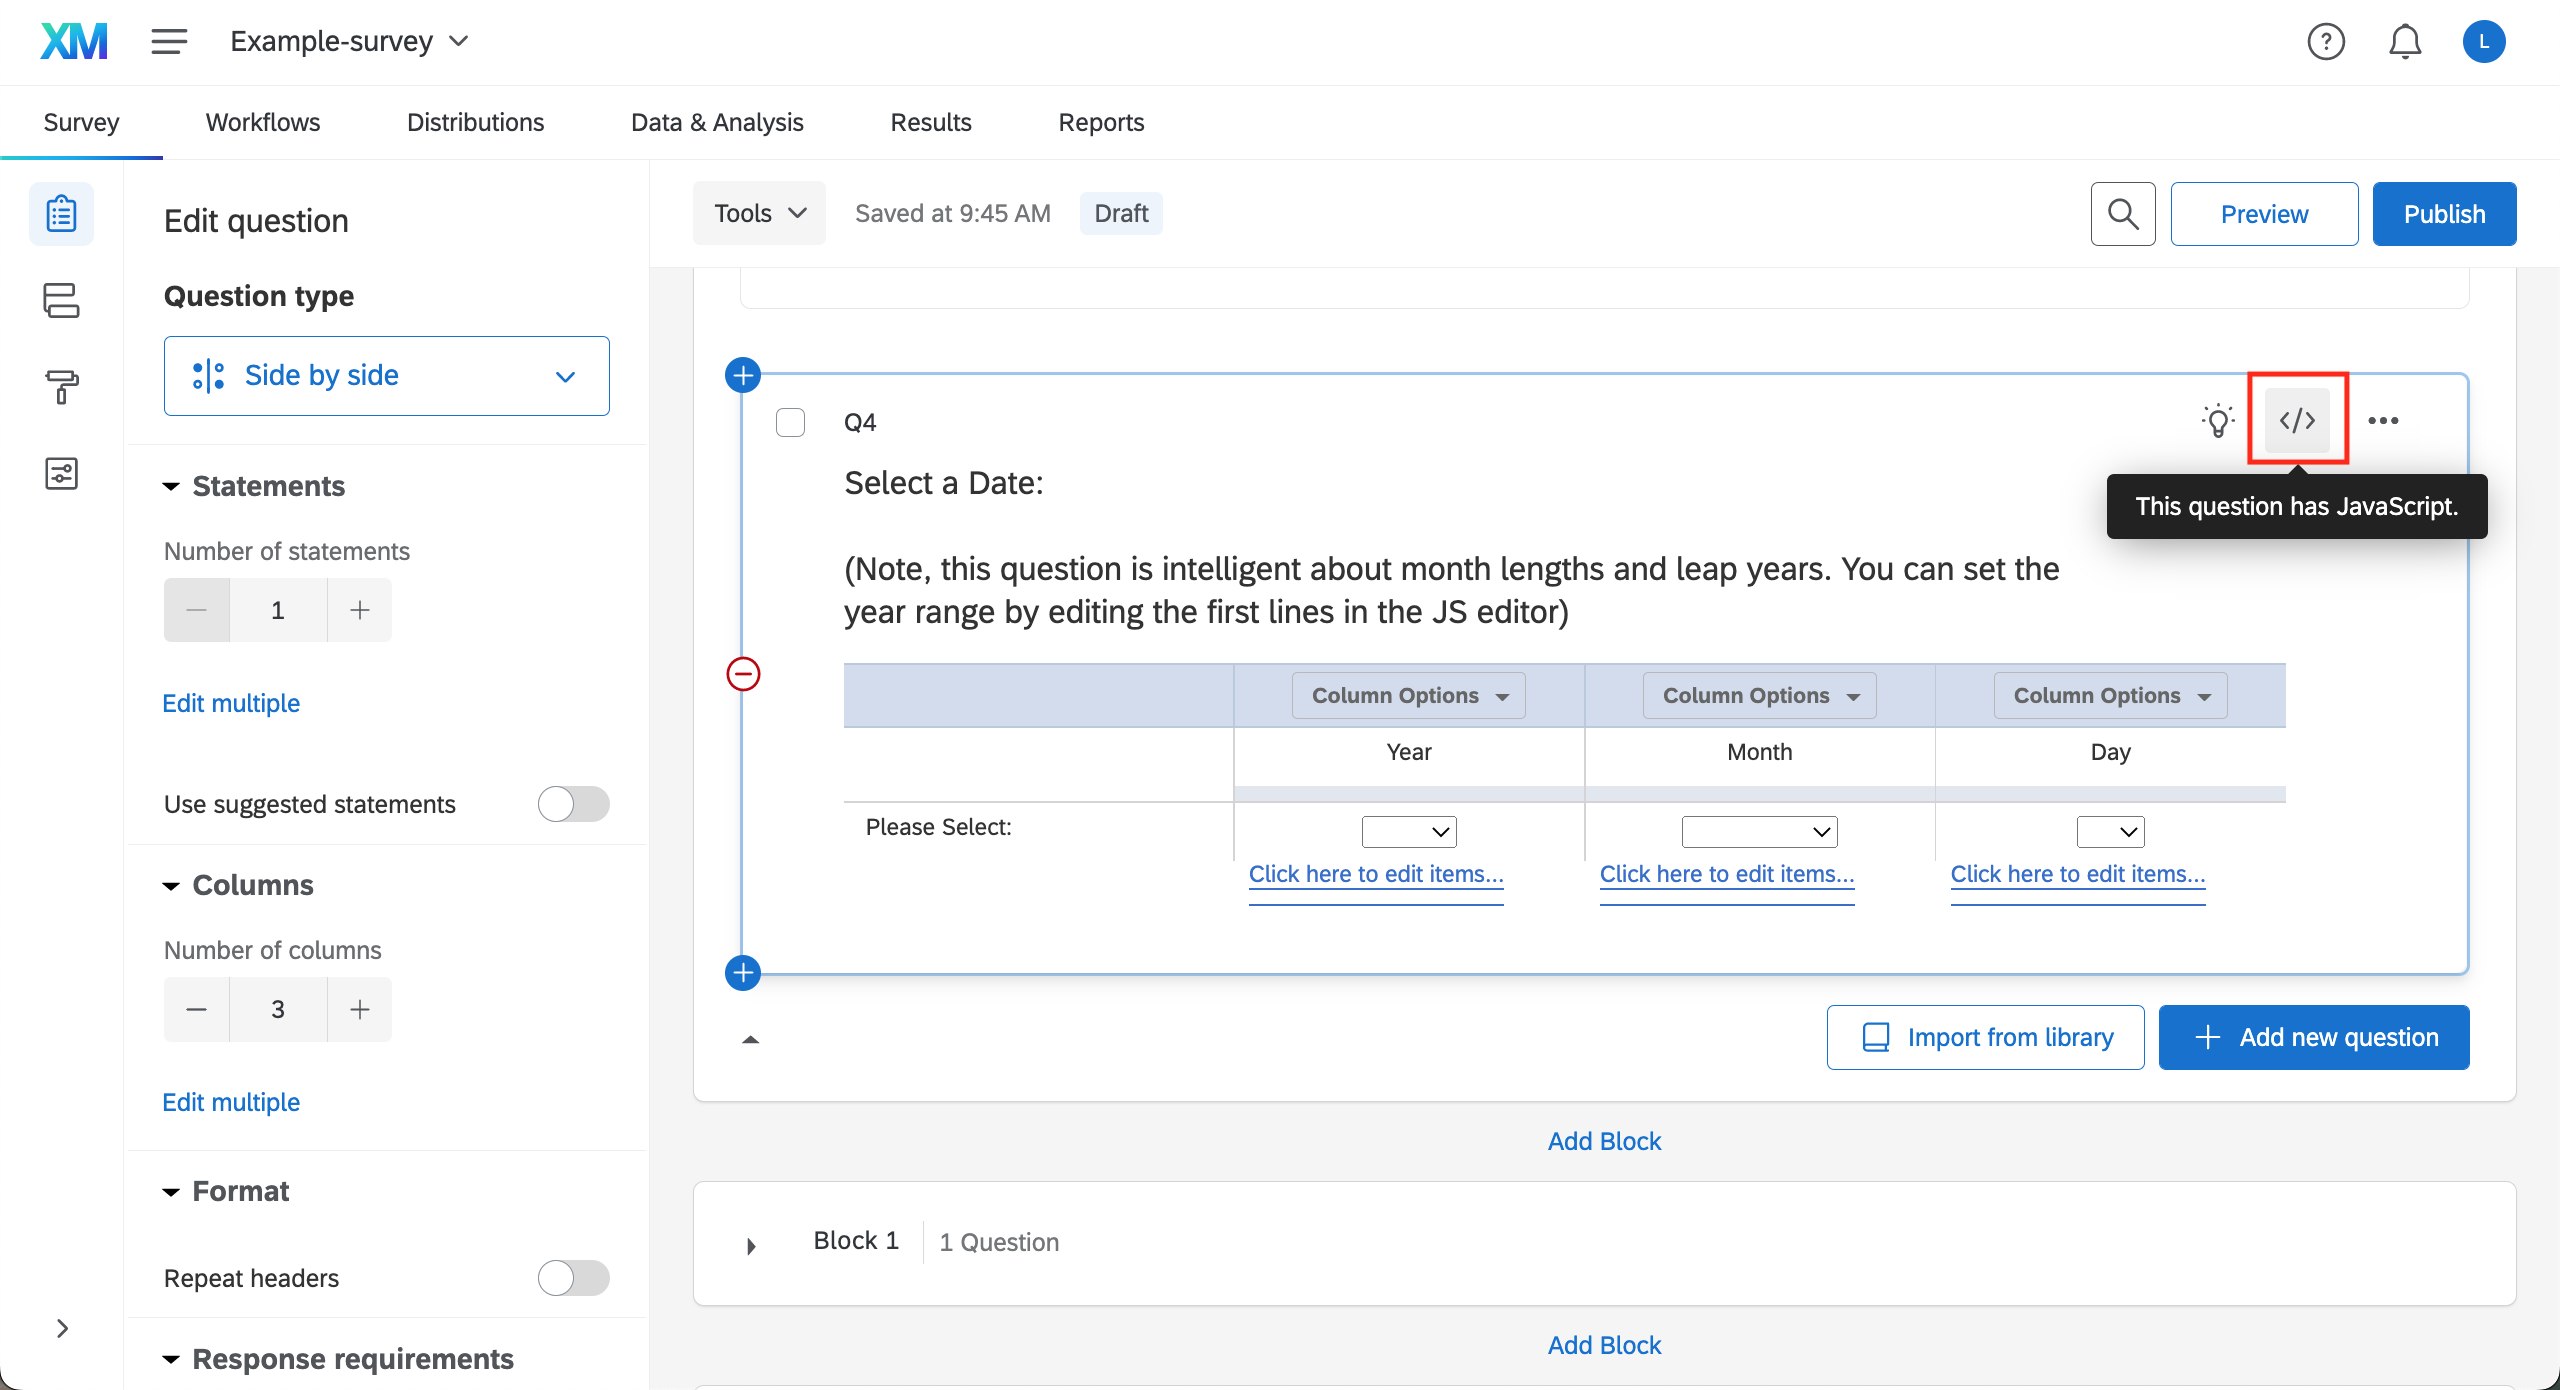 XM
Example-survey
?
L
Survey
Workflows
Distributions
Data & Analysis
Results
Reports
Edit question
Question type
Side by side
Statements
Number of statements
1
Edit multiple
Use suggested statements
Columns
Number of columns
3
Edit multiple
Format
Repeat headers
Response requirements
Tools
Saved at 9:45 AM
Draft
Preview
Publish
Q4
</>
This question has JavaScript.
Select a Date:
(Note, this question is intelligent about month lengths and leap years. You can set the
year range by editing the first lines in the JS editor)
Column Options
Column Options
Column Options
Year
Month
Day
Please Select:
Click here to edit items...
Click here to edit items...
Click here to edit items...
Import from library
Add new question
Add Block
Block 1
1 Question
Add Block